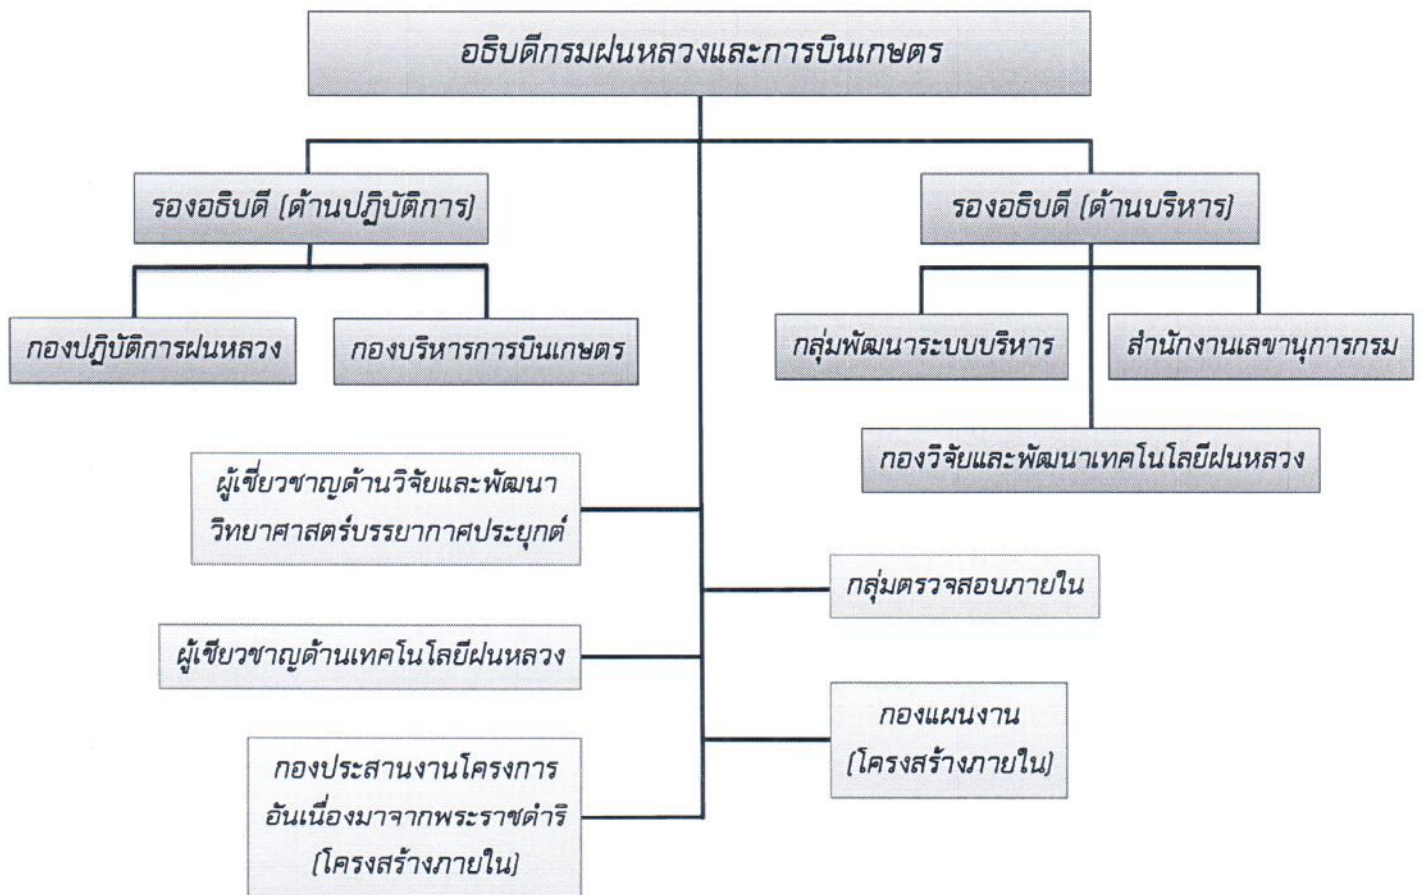 อธิบดีกรมฝนหลวงและการบินเกษตร
รองอธิบดี (ด้านปฏิบัติการ)
รองอธิบดี (ด้านบริหาร)
กองปฏิบัติการฝนหลวง
กองบริหารการบินเกษตร
กลุ่มพัฒนาระบบบริหาร
สำนักงานเลขานุการกรม
กองวิจัยและพัฒนาเทคโนโลยีฝนหลวง
ผู้เชี่ยวชาญด้านวิจัยและพัฒนา
วิทยาศาสตร์บรรยากาศประยุกต์
กลุ่มตรวจสอบภายใน
ผู้เชี่ยวชาญด้านเทคโนโลยีฝนหลวง
กองแผนงาน
(โครงสร้างภายใน)
กองประสานงานโครงการ
อันเนื่องมาจากพระราชดำริ
(โครงสร้างภายใน)